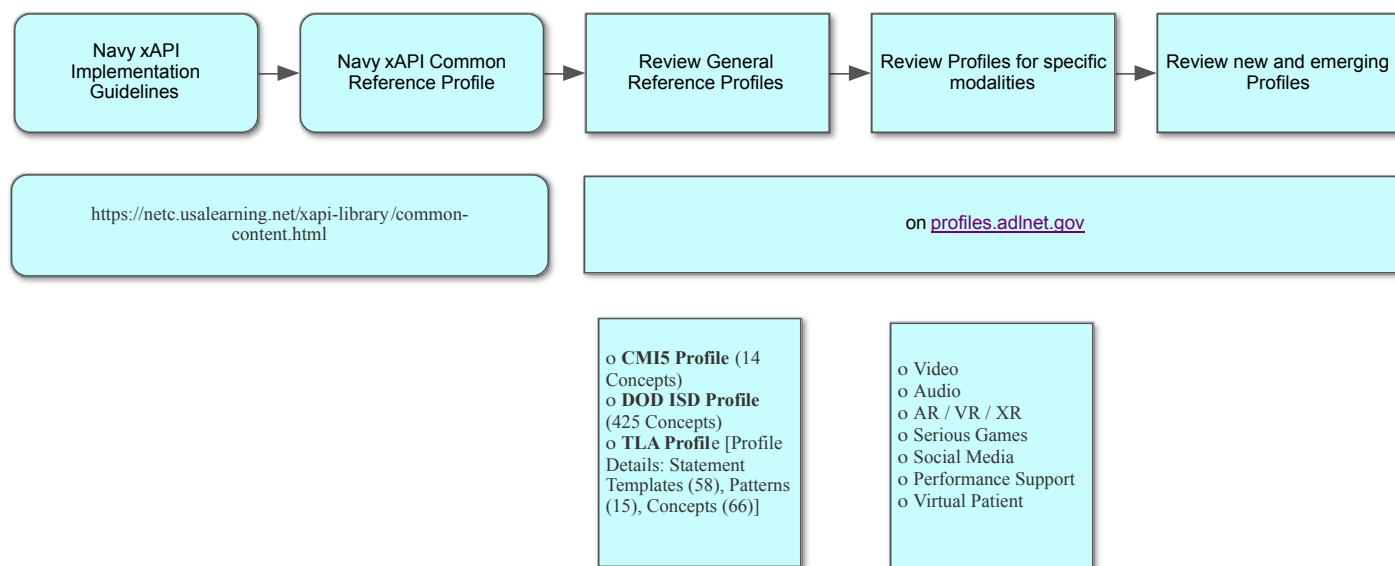 Navy xAPI
Implementation
Guidelines
Navy xAPI Common
Reference Profile
Review General
Reference Profiles
Review Profiles for specific
modalities
Review new and emerging
Profiles
https://netc.usalearning.net/xapi-library/common-
content.html
on profiles.adlnet.gov
o CMI5 Profile (14
Concepts)
o DOD ISD Profile
(425 Concepts)
o TLA Profile [Profile
Details: Statement
Templates (58), Patterns
(15), Concepts (66)]
o Video
o Audio
o AR / VR / XR
o Serious Games
o Social Media
o Performance Support
o Virtual Patient